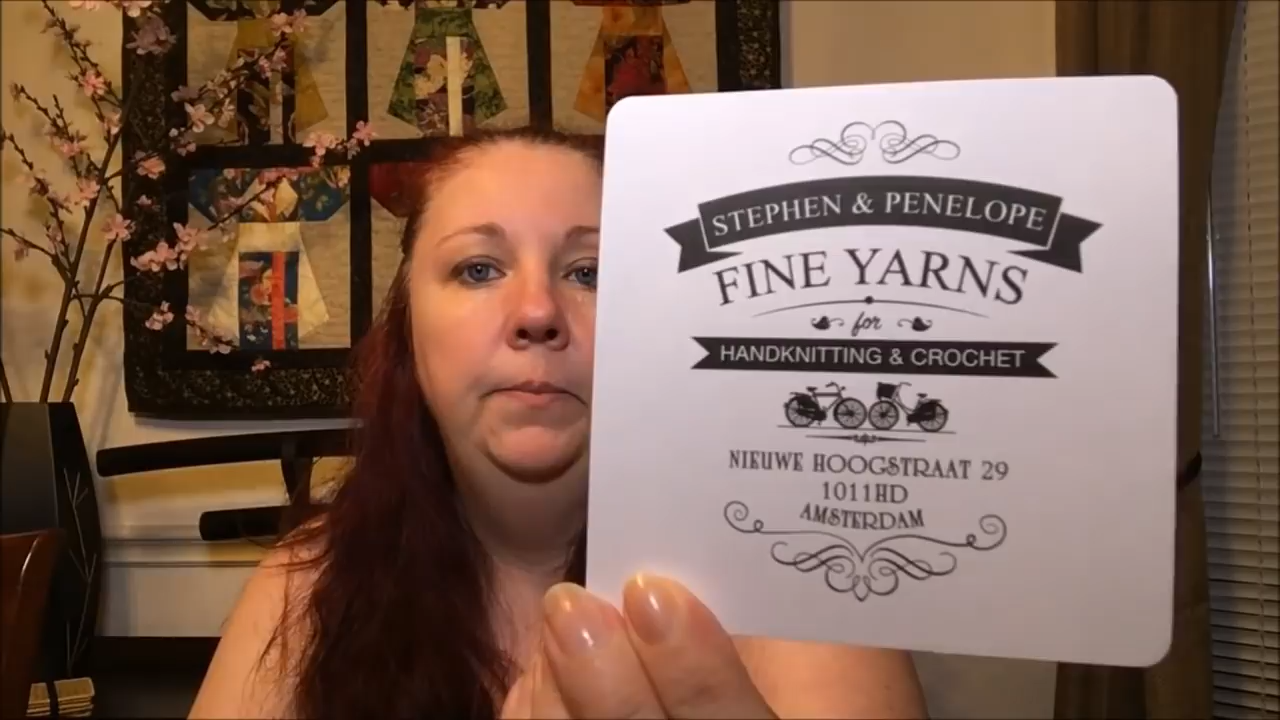 STEPHEN & PENELOPE
FINE YARNS
for
HANDKNITTING & CROCHET
NIEUWE HOOGSTRAAT 29
1011HD
AMSTERDAM